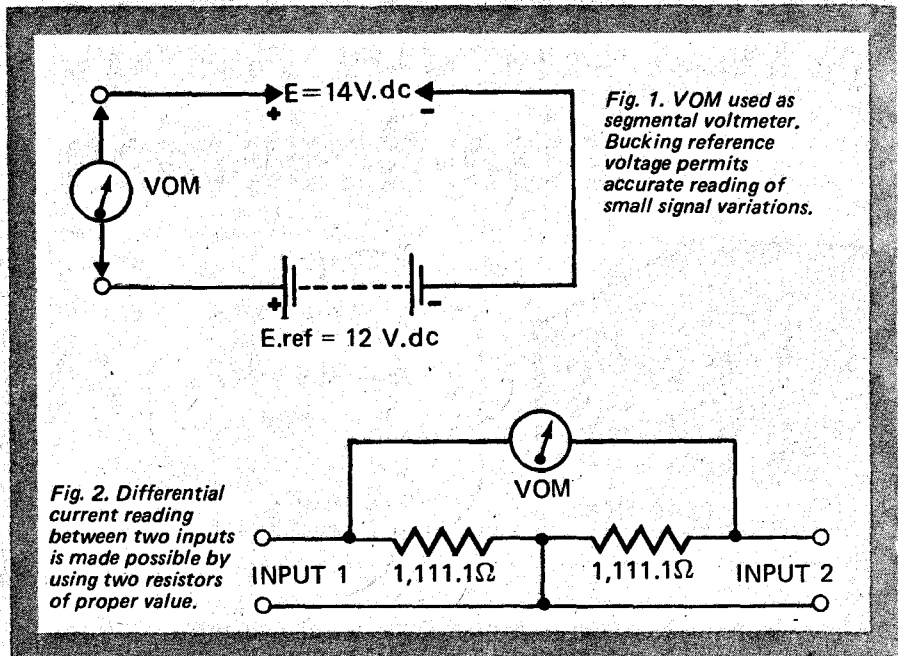 E = 14V.dc
+
-
VOM
Fig. 1. VOM used as
segmental voltmeter.
Bucking reference
voltage permits
accurate reading of
small signal variations.
+
-
E.ref = 12 V.dc
VOM
Fig. 2. Differential
current reading
between two inputs
is made possible by
using two resistors
of proper value.
INPUT 1
1,111.1Ω
1,111.1Ω
INPUT 2